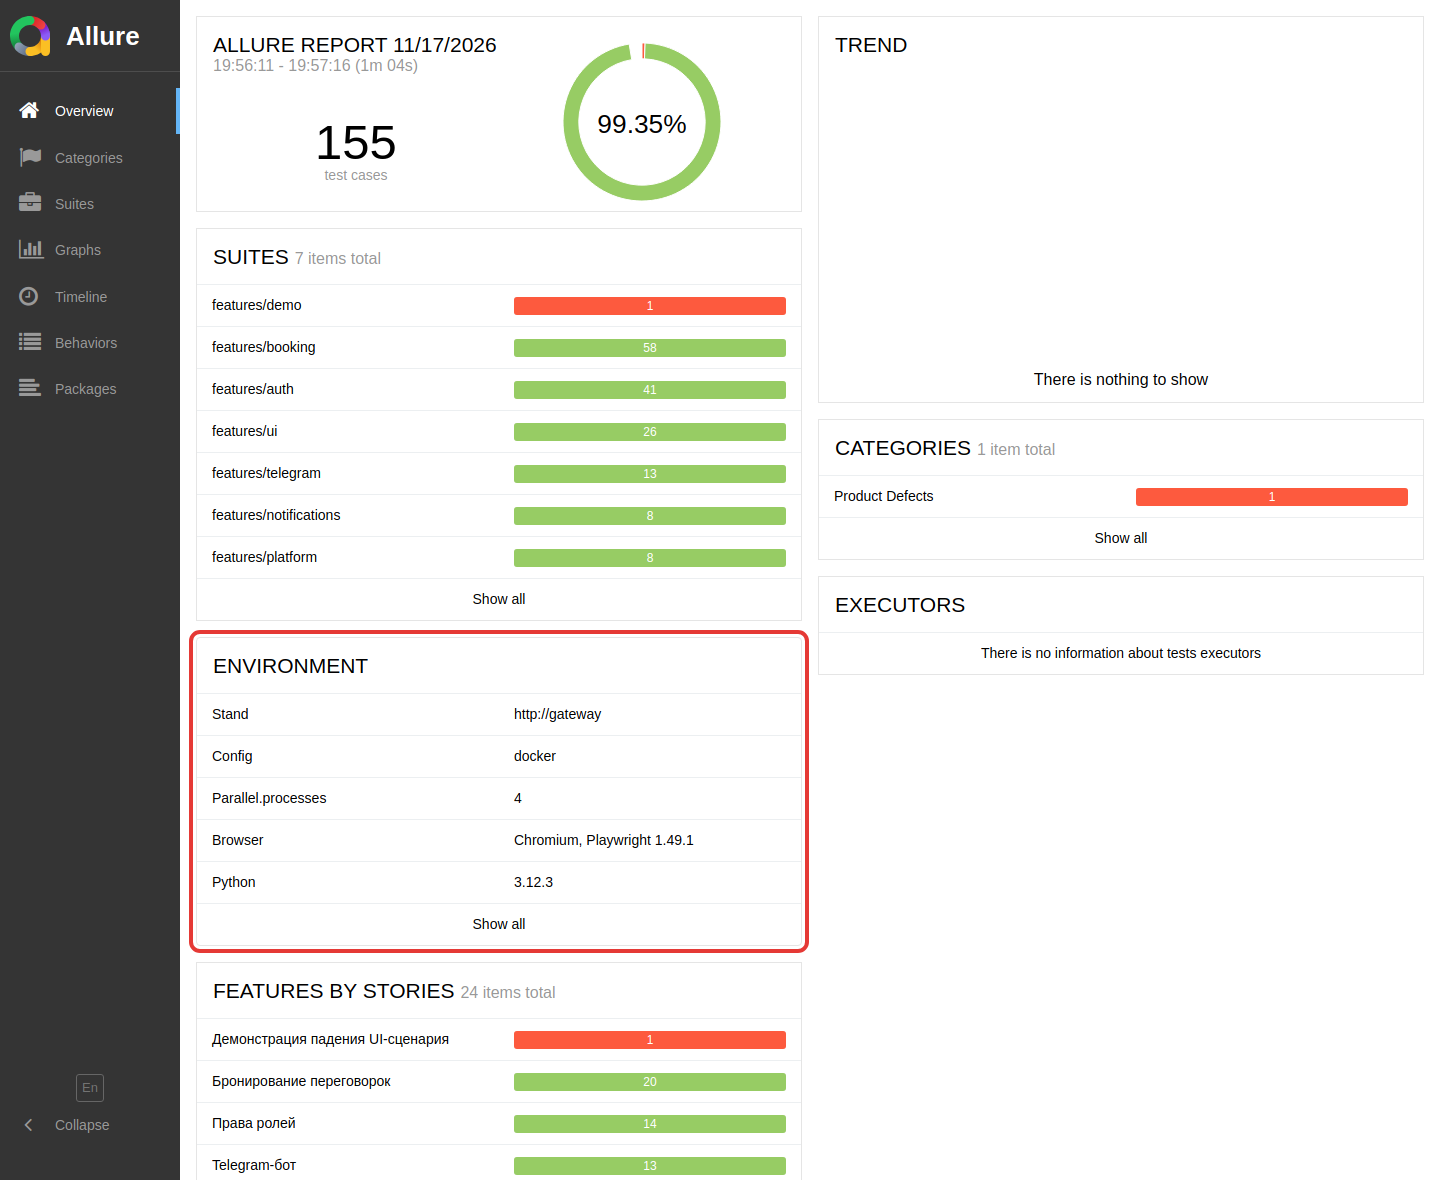 Allure
Overview
Categories
Suites
Graphs
Timeline
Behaviors
Packages
En
Collapse
ALLURE REPORT 11/17/2026
19:56:11 - 19:57:16 (1m 04s)
155
test cases
99.35%
SUITES 7 items total
features/demo 1
features/booking 58
features/auth 41
features/ui 26
features/telegram 13
features/notifications 8
features/platform 8
Show all
ENVIRONMENT
Stand http://gateway
Config docker
Parallel.processes 4
Browser Chromium, Playwright 1.49.1
Python 3.12.3
Show all
FEATURES BY STORIES 24 items total
Демонстрация падения UI-сценария 1
Бронирование переговорок 20
Права ролей 14
Telegram-бот 13
TREND
There is nothing to show
CATEGORIES 1 item total
Product Defects 1
Show all
EXECUTORS
There is no information about tests executors